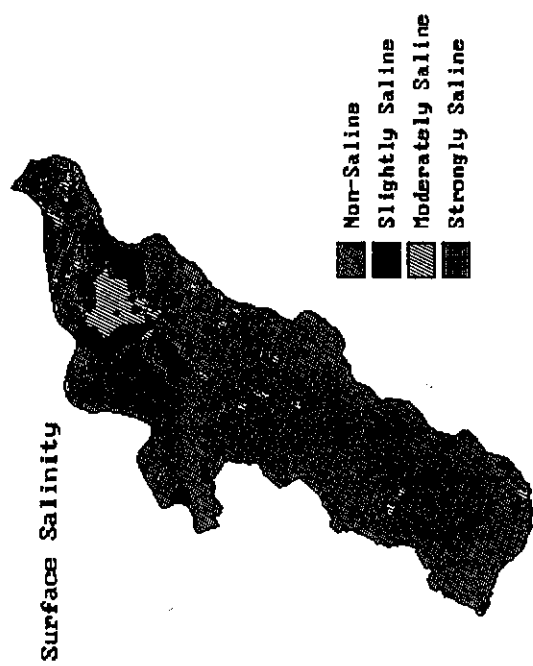 Surface Salinity
Non-Saline
Slightly Saline
Moderately Saline
Strongly Saline